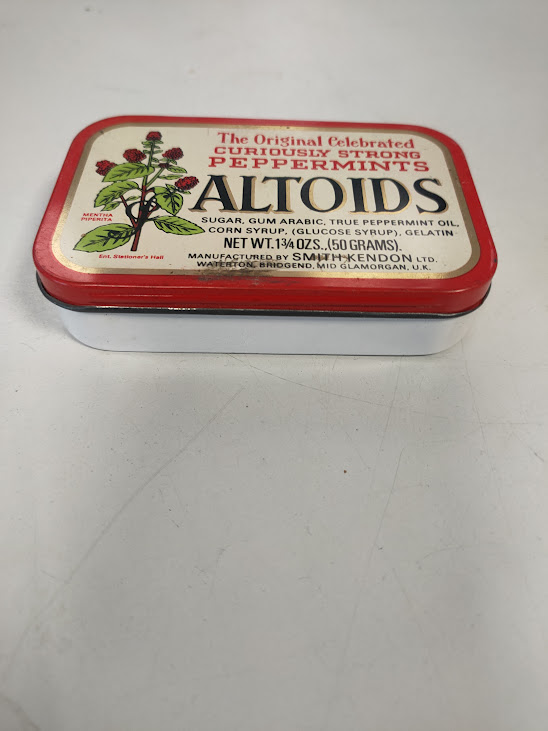 The Original Celebrated
CURIOUSLY STRONG
PEPPERMINTS
ALTOIDS
MENTHA
PIPERITA
Ent. Stationer's Hall
SUGAR, GUM ARABIC, TRUE PEPPERMINT OIL,
CORN SYRUP, (GLUCOSE SYRUP), GELATIN
NET WT. 1¾ OZS., (50 GRAMS).
MANUFACTURED BY SMITH KENDON LTD.
WATERTON, BRIDGEND, MID GLAMORGAN, U.K.